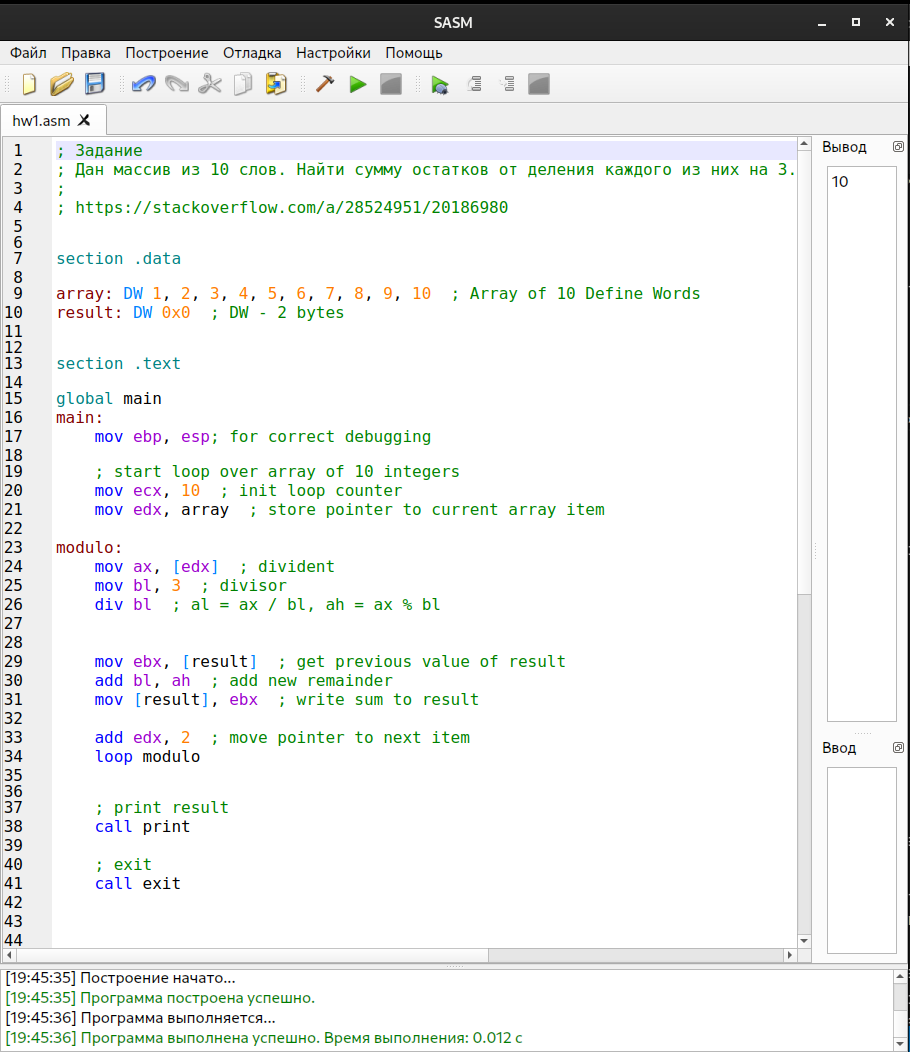 SASM
Файл Правка Построение Отладка Настройки Помощь
hw1.asm
1 ; Задание
2 ; Дан массив из 10 слов. Найти сумму остатков от деления каждого из них на 3.
3 ;
4 ; https://stackoverflow.com/a/28524951/20186980
5
6
7 section .data
8
9 array: DW 1, 2, 3, 4, 5, 6, 7, 8, 9, 10  ; Array of 10 Define Words
10 result: DW 0x0  ; DW - 2 bytes
11
12
13 section .text
14
15 global main
16 main:
17     mov ebp, esp; for correct debugging
18
19     ; start loop over array of 10 integers
20     mov ecx, 10  ; init loop counter
21     mov edx, array  ; store pointer to current array item
22
23 modulo:
24     mov ax, [edx]  ; divident
25     mov bl, 3  ; divisor
26     div bl  ; al = ax / bl, ah = ax % bl
27
28
29     mov ebx, [result]  ; get previous value of result
30     add bl, ah  ; add new remainder
31     mov [result], ebx  ; write sum to result
32
33     add edx, 2  ; move pointer to next item
34     loop modulo
35
36
37     ; print result
38     call print
39
40     ; exit
41     call exit
42
43
44
Вывод
10
Ввод
[19:45:35] Построение начато...
[19:45:35] Программа построена успешно.
[19:45:36] Программа выполняется...
[19:45:36] Программа выполнена успешно. Время выполнения: 0.012 с